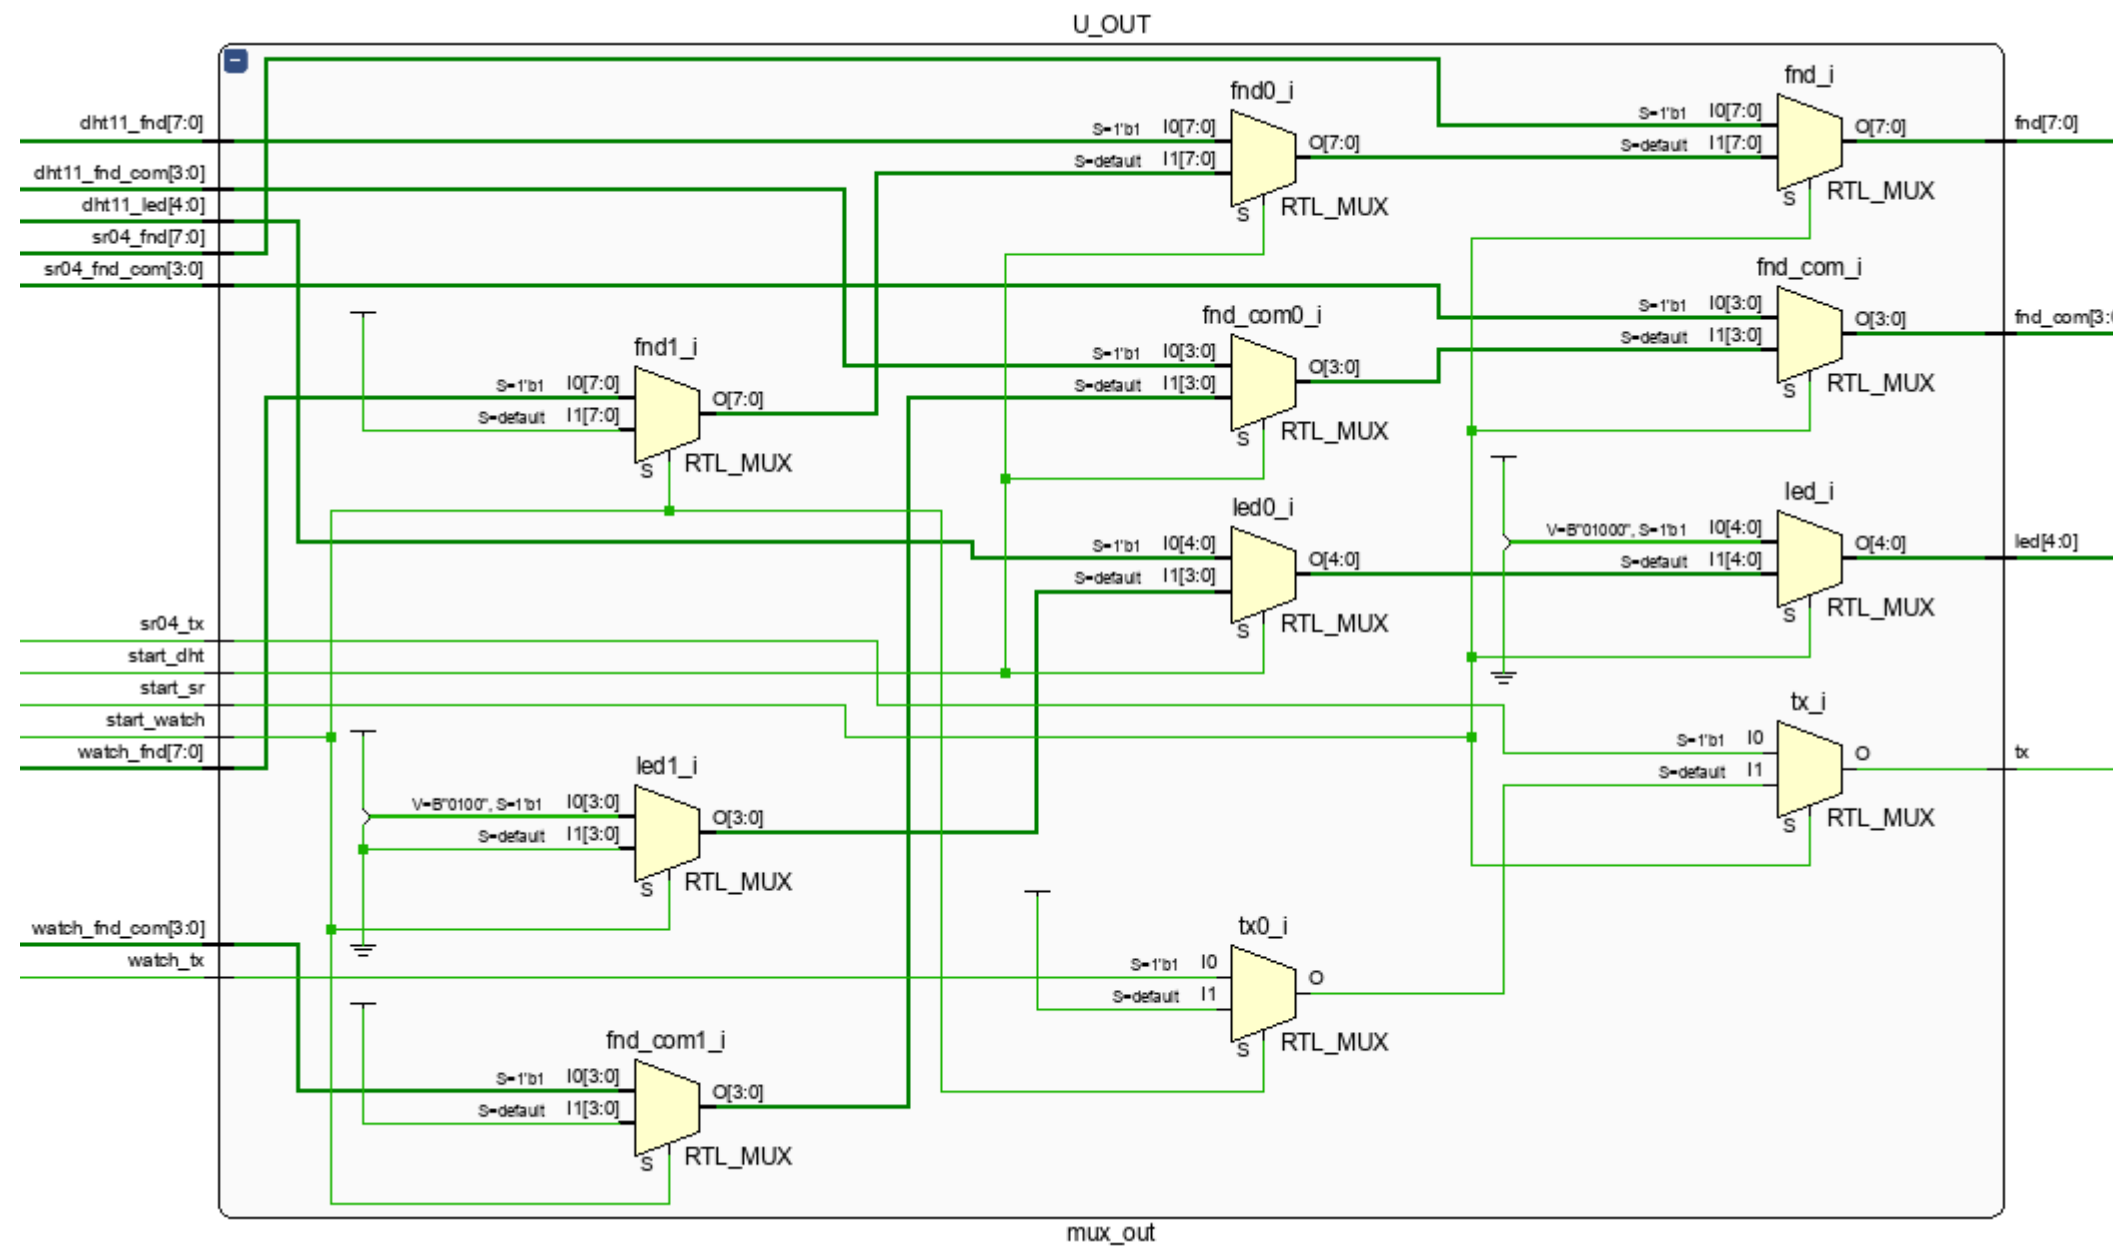 U_OUT
dht11_fnd[7:0]
dht11_fnd_com[3:0]
dht11_led[4:0]
sr04_fnd[7:0]
sr04_fnd_com[3:0]
sr04_tx
start_dht
start_sr
start_watch
watch_fnd[7:0]
watch_fnd_com[3:0]
watch_tx
fnd1_i
S=1'b1 I0[7:0]
S=default I1[7:0]
O[7:0]
S
RTL_MUX
led1_i
V=B"0100", S=1'b1 I0[3:0]
S=default I1[3:0]
O[3:0]
S
RTL_MUX
fnd_com1_i
S=1'b1 I0[3:0]
S=default I1[3:0]
O[3:0]
S
RTL_MUX
fnd0_i
S=1'b1 I0[7:0]
S=default I1[7:0]
O[7:0]
S
RTL_MUX
fnd_com0_i
S=1'b1 I0[3:0]
S=default I1[3:0]
O[3:0]
S
RTL_MUX
led0_i
S=1'b1 I0[4:0]
S=default I1[3:0]
O[4:0]
S
RTL_MUX
tx0_i
S=1'b1 I0
S=default I1
O
S
RTL_MUX
fnd_i
S=1'b1 I0[7:0]
S=default I1[7:0]
O[7:0]
S
RTL_MUX
fnd_com_i
S=1'b1 I0[3:0]
S=default I1[3:0]
O[3:0]
S
RTL_MUX
led_i
V=B"01000", S=1'b1 I0[4:0]
S=default I1[4:0]
O[4:0]
S
RTL_MUX
tx_i
S=1'b1 I0
S=default I1
O
S
RTL_MUX
fnd[7:0]
fnd_com[3:
led[4:0]
tx
mux_out